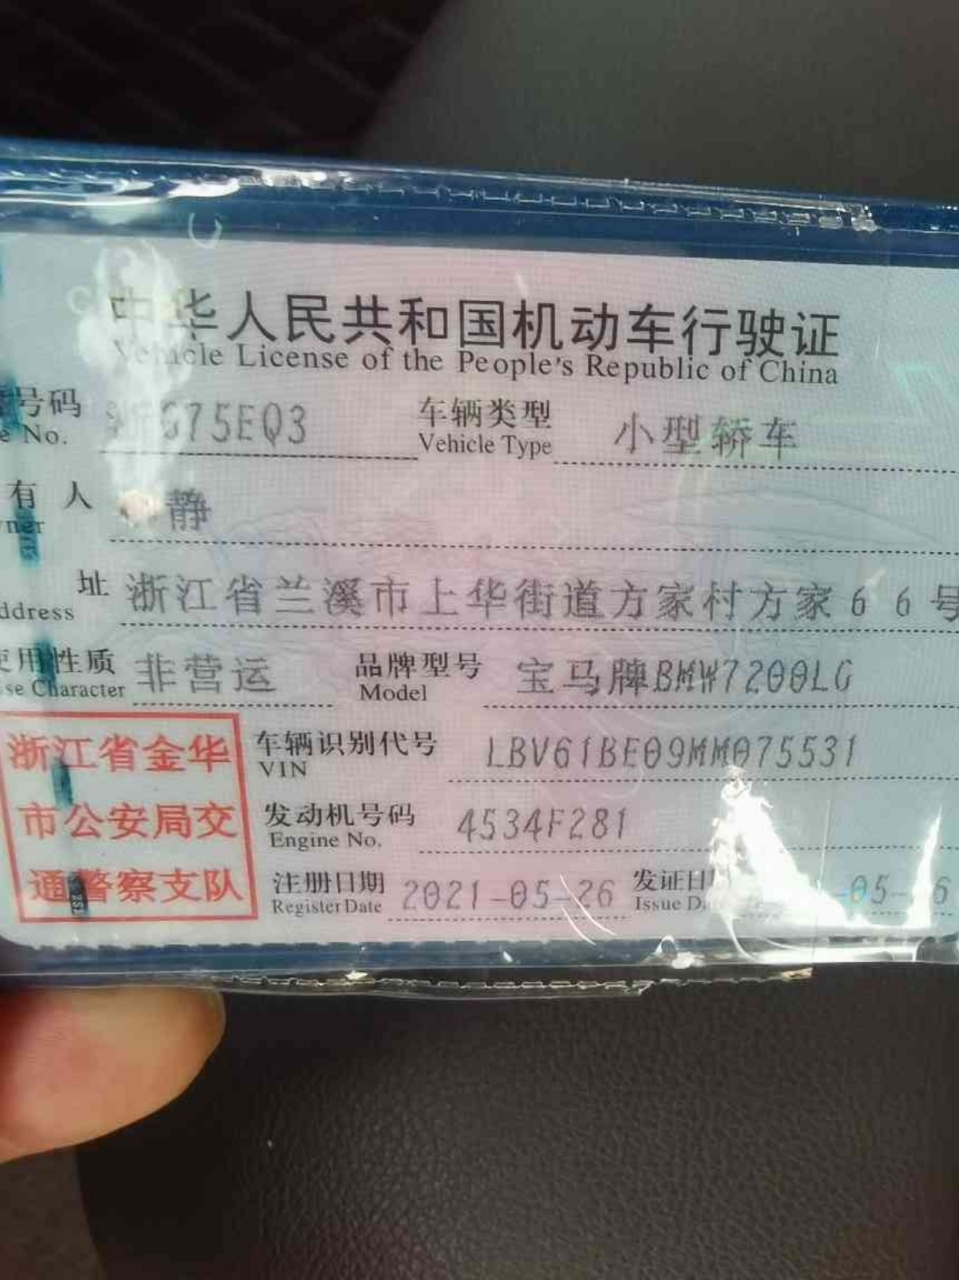 中华人民共和国机动车行驶证
Vehicle License of the People's Republic of China
号码 75EQ3 车辆类型 小型轿车
No. Vehicle Type
有人 静
址 浙江省兰溪市上华街道方家村方家66号
ddress
使用性质 非营运 品牌型号 宝马牌BMW7200LG
se Character Model
浙江省金华
市公安局交
通警察支队
车辆识别代号 LBV61BE09MM075531
VIN
发动机号码 4534F281
Engine No.
注册日期 2021-05-26 发证日
Register Date Issue -05-